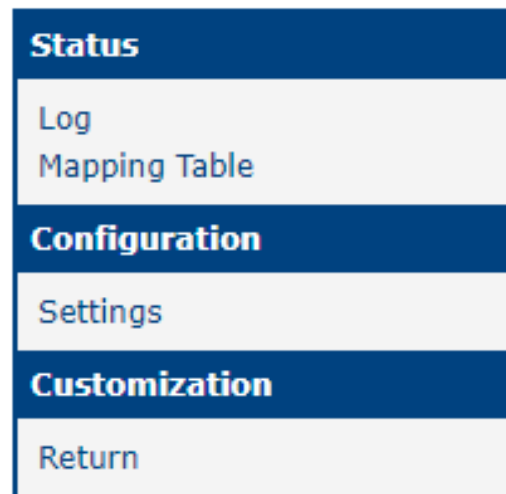 Status
Log
Mapping Table
Configuration
Settings
Customization
Return